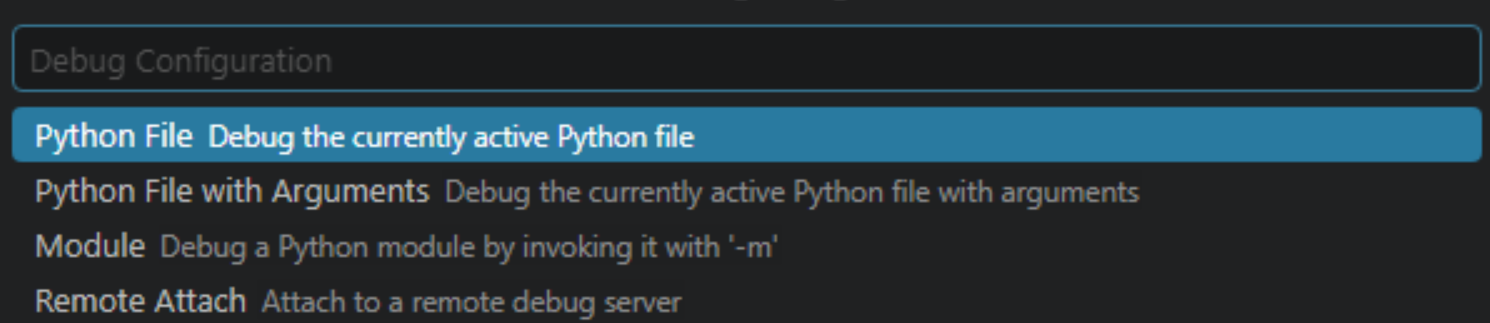 Debug Configuration
Python File Debug the currently active Python file
Python File with Arguments Debug the currently active Python file with arguments
Module Debug a Python module by invoking it with '-m'
Remote Attach Attach to a remote debug server